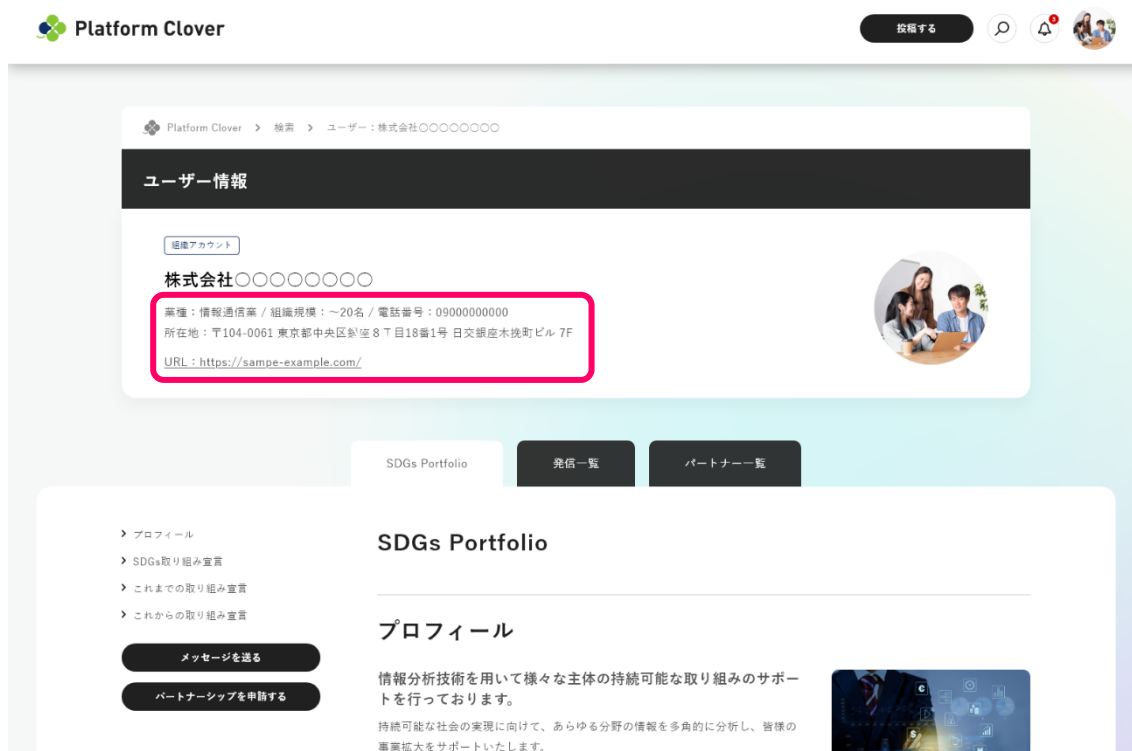 Platform Clover
投稿する
3
Platform Clover > 検索 > ユーザー：株式会社○○○○○○○○
ユーザー情報
組織アカウント
株式会社○○○○○○○○
業種：情報通信業 / 組織規模：～20名 / 電話番号：09000000000
所在地：〒104-0061 東京都中央区銀座８丁目18番1号 日交銀座木挽町ビル 7F
URL：https://sampe-example.com/
SDGs Portfolio
発信一覧
パートナー一覧
プロフィール
SDGs取り組み宣言
これまでの取り組み宣言
これからの取り組み宣言
メッセージを送る
パートナーシップを申請する
SDGs Portfolio
プロフィール
情報分析技術を用いて様々な主体の持続可能な取り組みのサポー
トを行っております。
持続可能な社会の実現に向けて、あらゆる分野の情報を多角的に分析し、皆様の
事業拡大をサポートいたします。